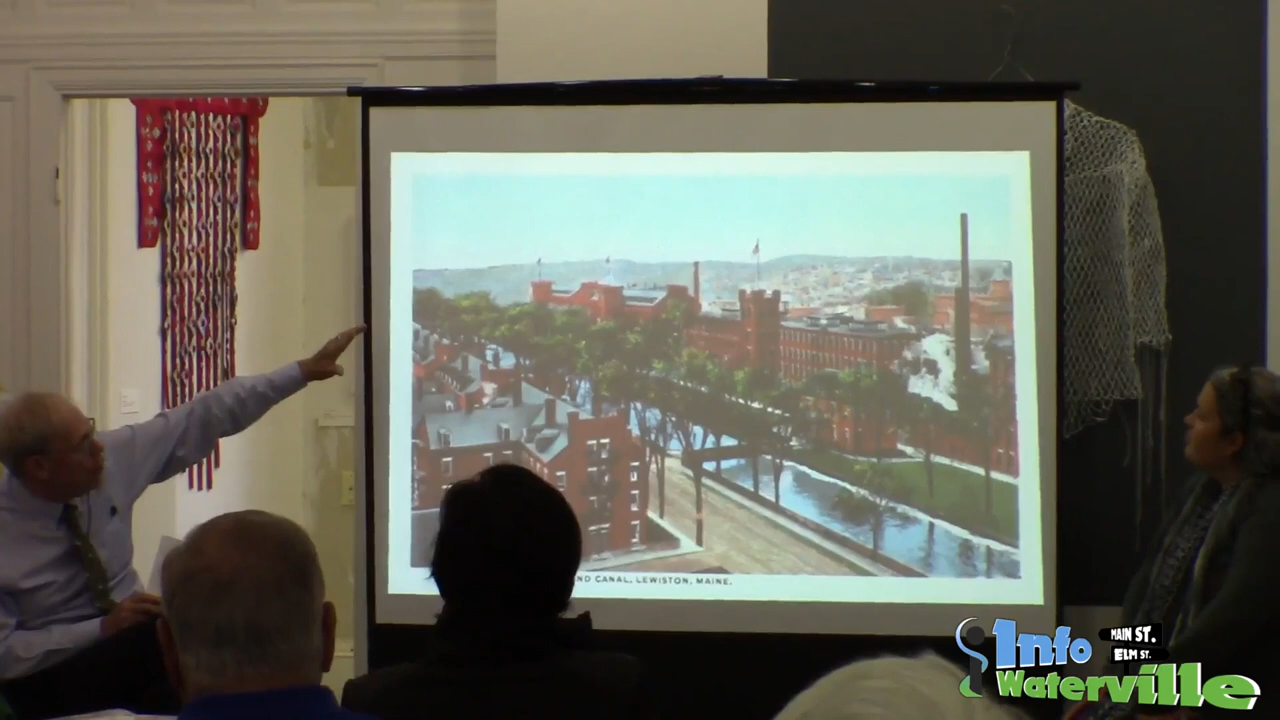 ND CANAL, LEWISTON, MAINE.
Info
MAIN ST.
ELM ST.
Waterville